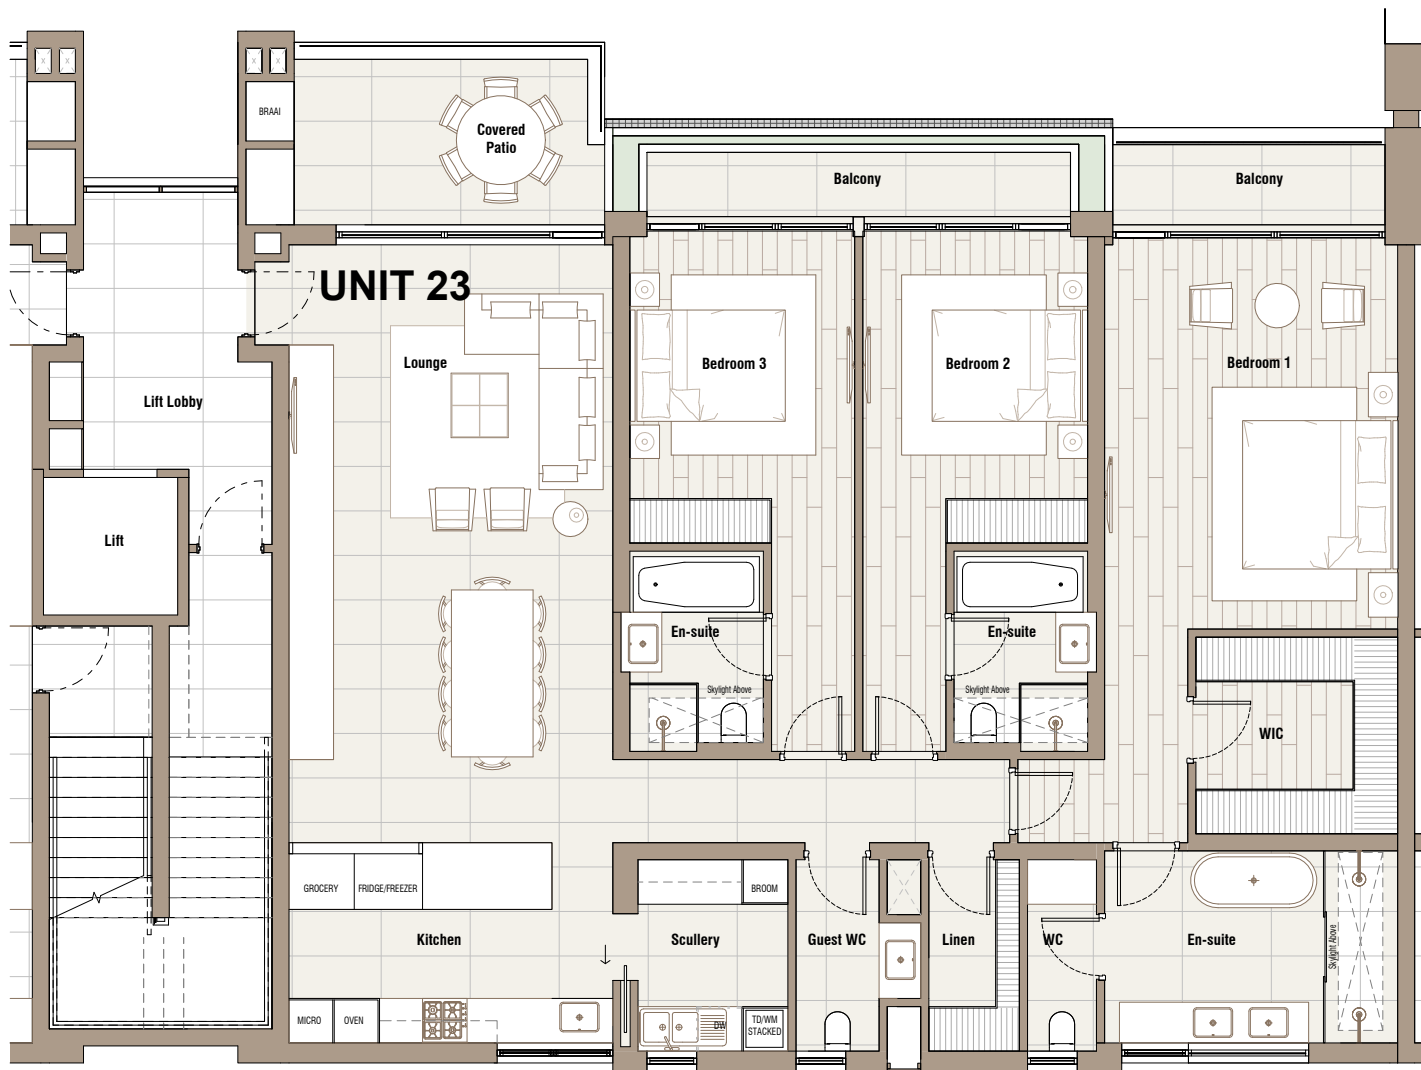 BRAAI
Covered
Patio
Balcony
Balcony
UNIT 23
Lounge
Bedroom 3
Bedroom 2
Bedroom 1
Lift Lobby
Lift
En-suite
En-suite
Skylight Above
Skylight Above
WIC
GROCERY
FRIDGE/FREEZER
BROOM
Kitchen
Scullery
Guest WC
Linen
WC
En-suite
Skylight Above
MICRO
OVEN
DW
TD/WM
STACKED